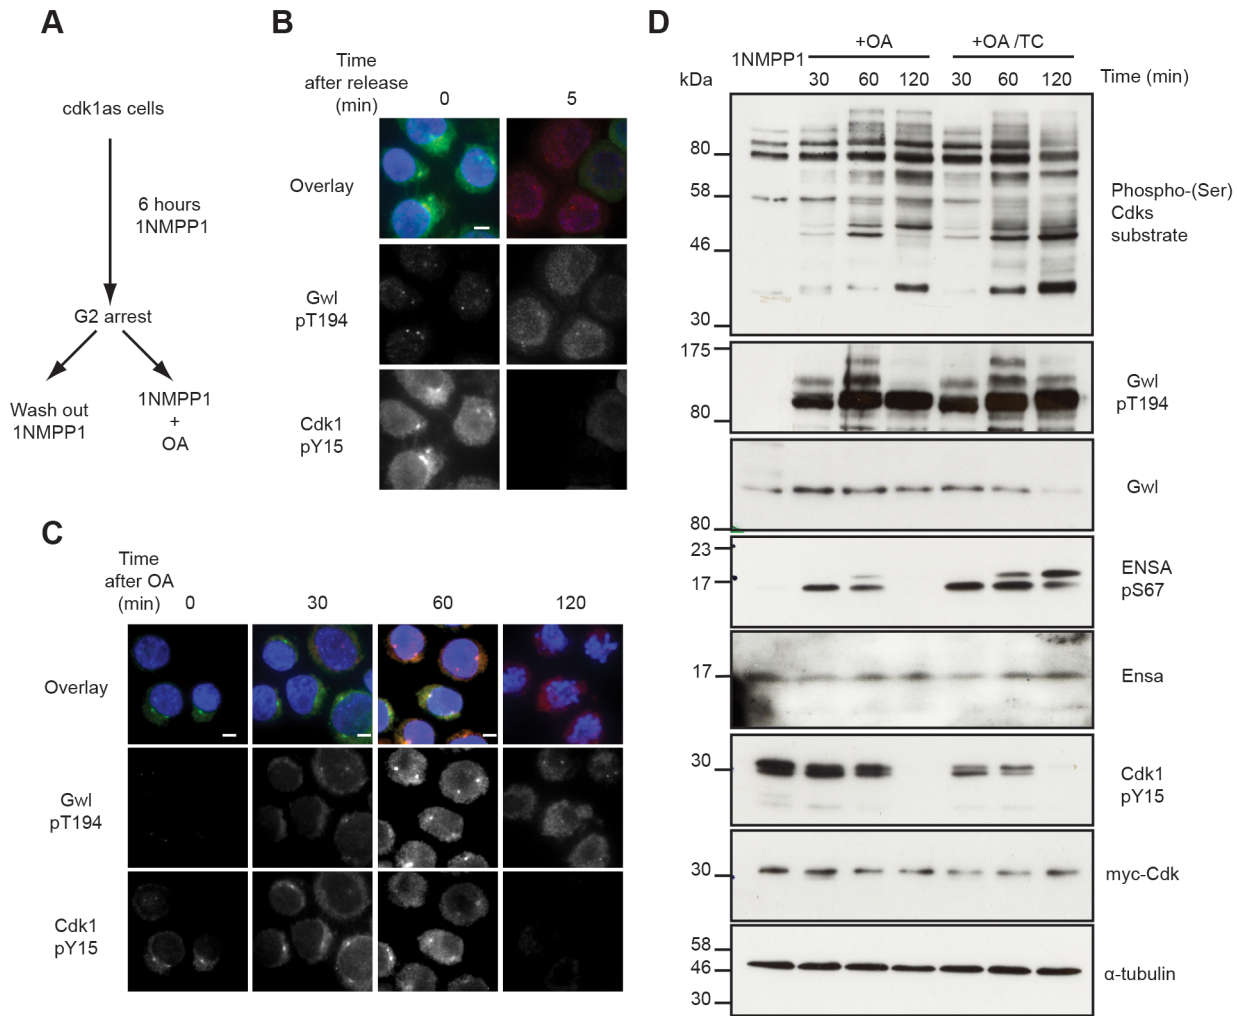 A
cdk1as cells
6 hours
1NMPP1
G2 arrest
Wash out
1NMPP1
1NMPP1
+
OA
B
Time
after release
(min)
0
5
Overlay
Gwl
pT194
Cdk1
pY15
C
Time
after OA
(min)
0
30
60
120
Overlay
Gwl
pT194
Cdk1
pY15
D
+OA
+OA /TC
kDa
1NMPP1
30
60
120
30
60
120
Time (min)
80
58
46
30
Phospho-(Ser)
Cdks
substrate
175
80
Gwl
pT194
80
Gwl
23
17
ENSA
pS67
17
Ensa
30
Cdk1
pY15
30
myc-Cdk
58
46
30
α-tubulin